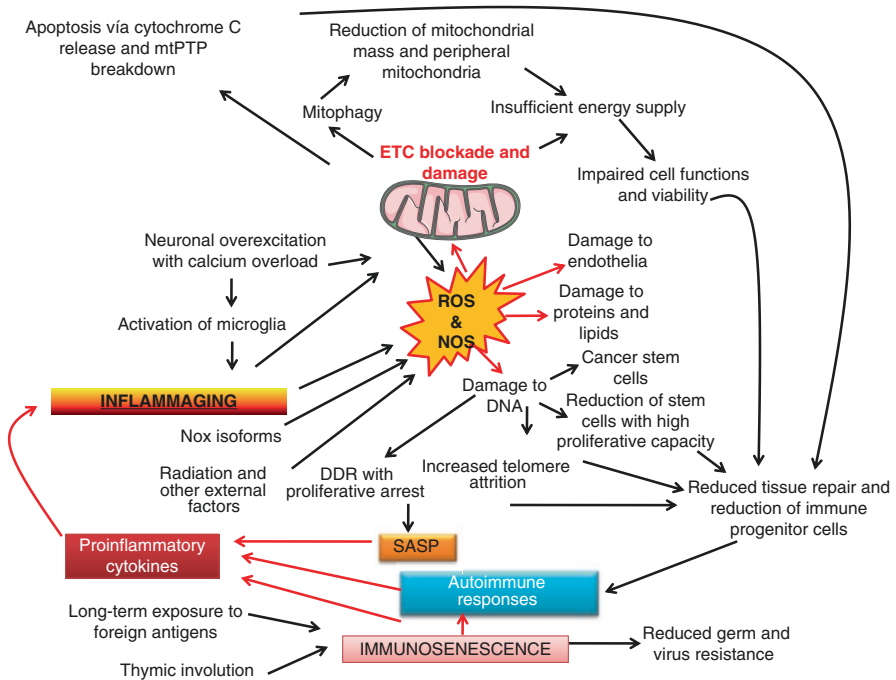 Apoptosis vía cytochrome C
release and mtPTP
breakdown
Reduction of mitochondrial
mass and peripheral
mitochondria
Mitophagy
Insufficient energy supply
ETC blockade and
damage
Impaired cell functions
and viability
Neuronal overexcitation
with calcium overload
Damage to
endothelia
Activation of microglia
ROS
&
NOS
Damage to
proteins and
lipids
Cancer stem
cells
INFLAMMAGING
Damage to
DNA
Reduction of stem
cells with high
proliferative capacity
Nox isoforms
Radiation and
other external
factors
DDR with
proliferative arrest
Increased telomere
attrition
Reduced tissue repair and
reduction of immune
progenitor cells
Proinflammatory
cytokines
SASP
Autoimmune
responses
Long-term exposure to
foreign antigens
IMMUNOSENESCENCE
Reduced germ and
virus resistance
Thymic involution